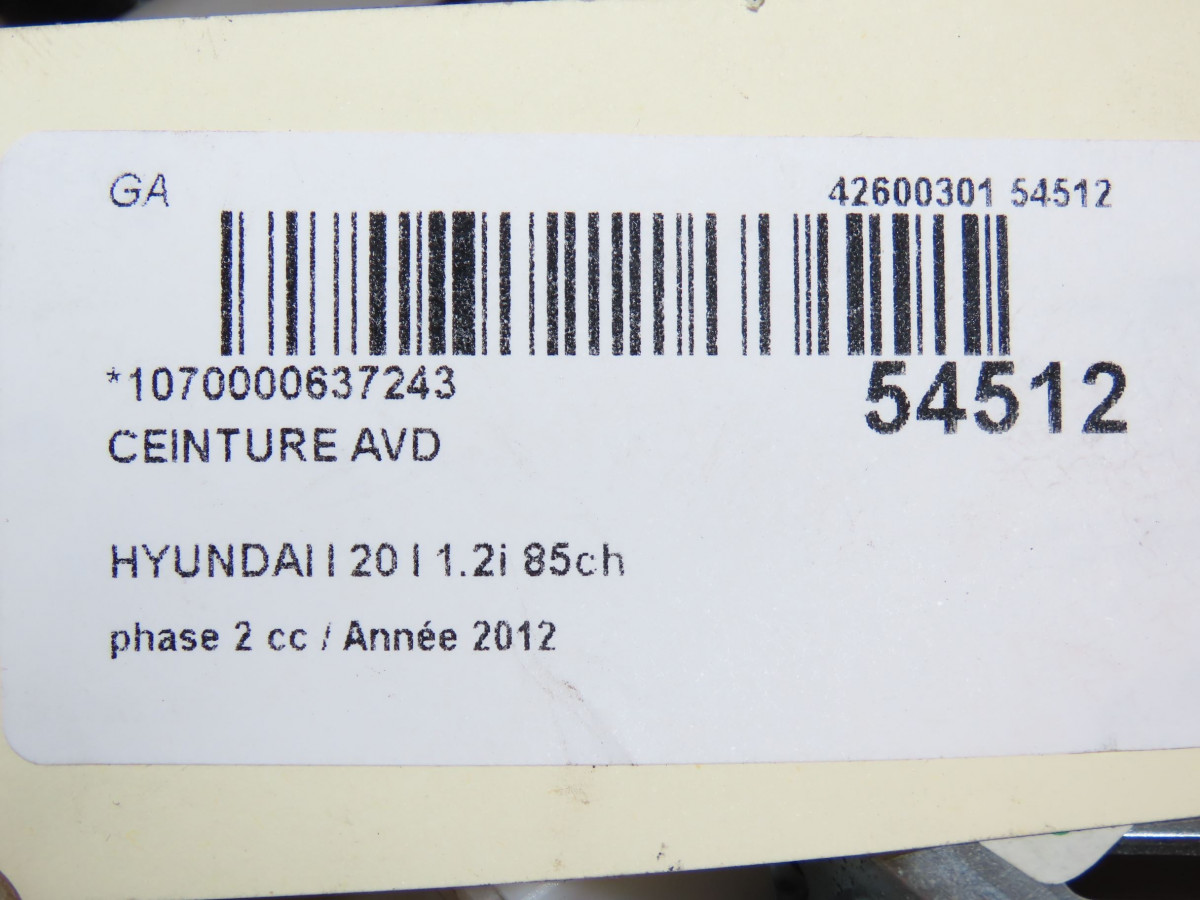 GA
42600301 54512
*1070000637243
54512
CEINTURE AVD
HYUNDAI I 20 I 1.2i 85ch
phase 2 cc / Année 2012